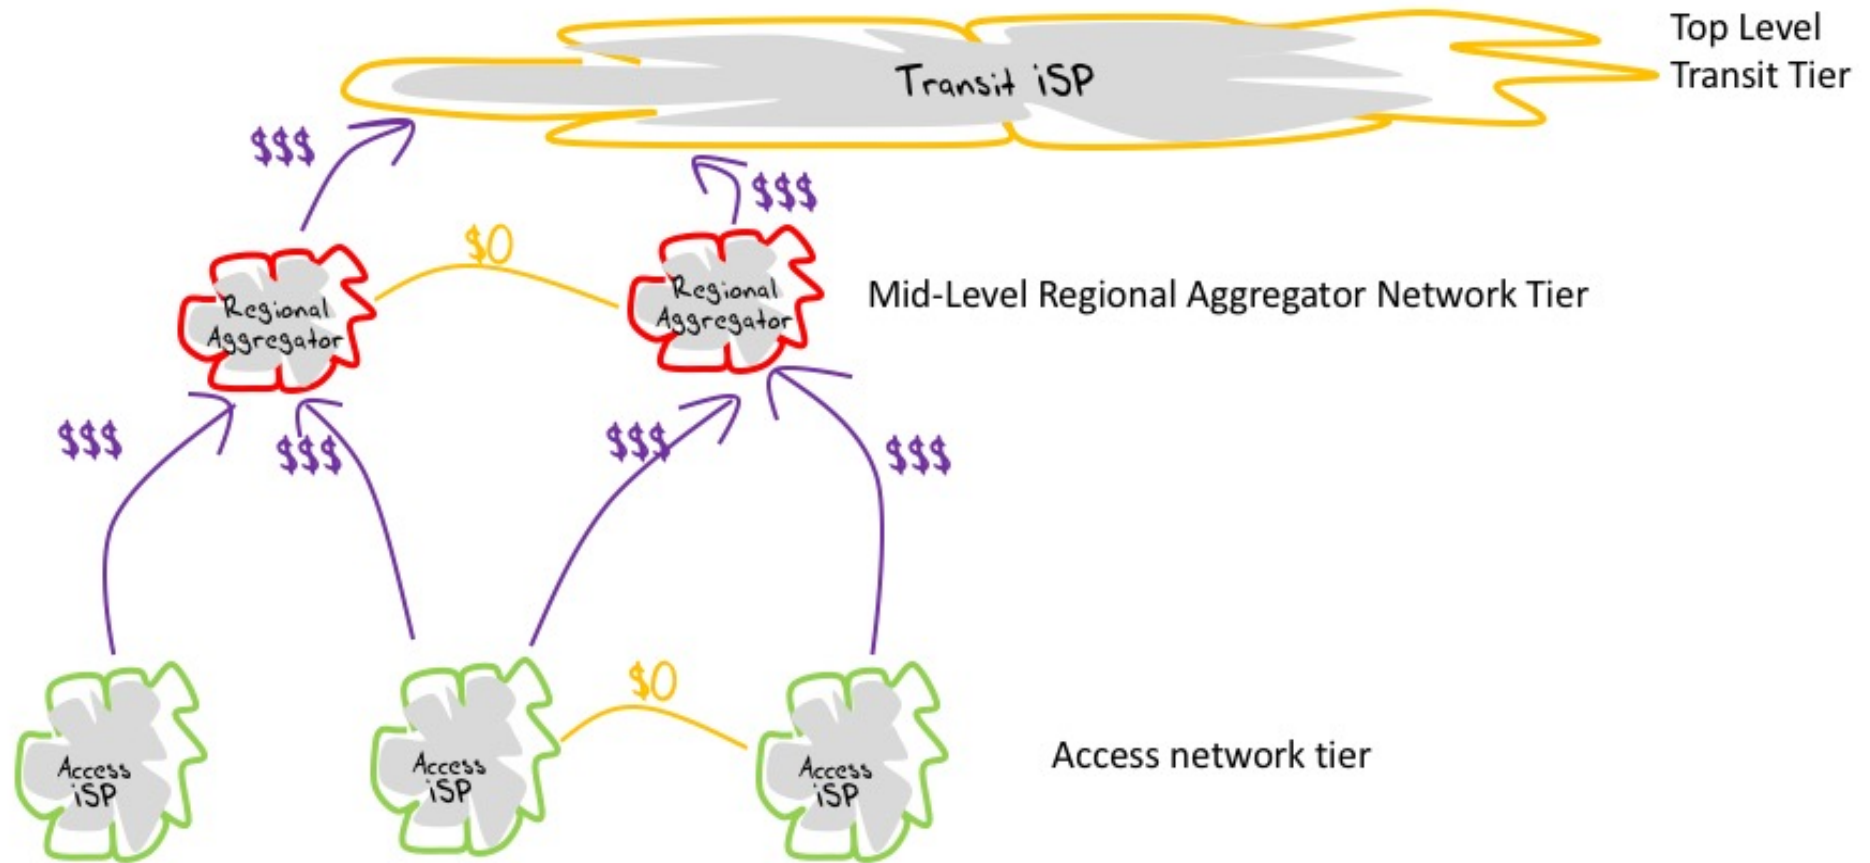 Top Level
Transit Tier
Transit iSP
$$$
$$$
$0
Regional
Aggregator
Regional
Aggregator
Mid-Level Regional Aggregator Network Tier
$$$
$$$
$$$
$$$
$0
Access
iSP
Access
iSP
Access
iSP
Access network tier